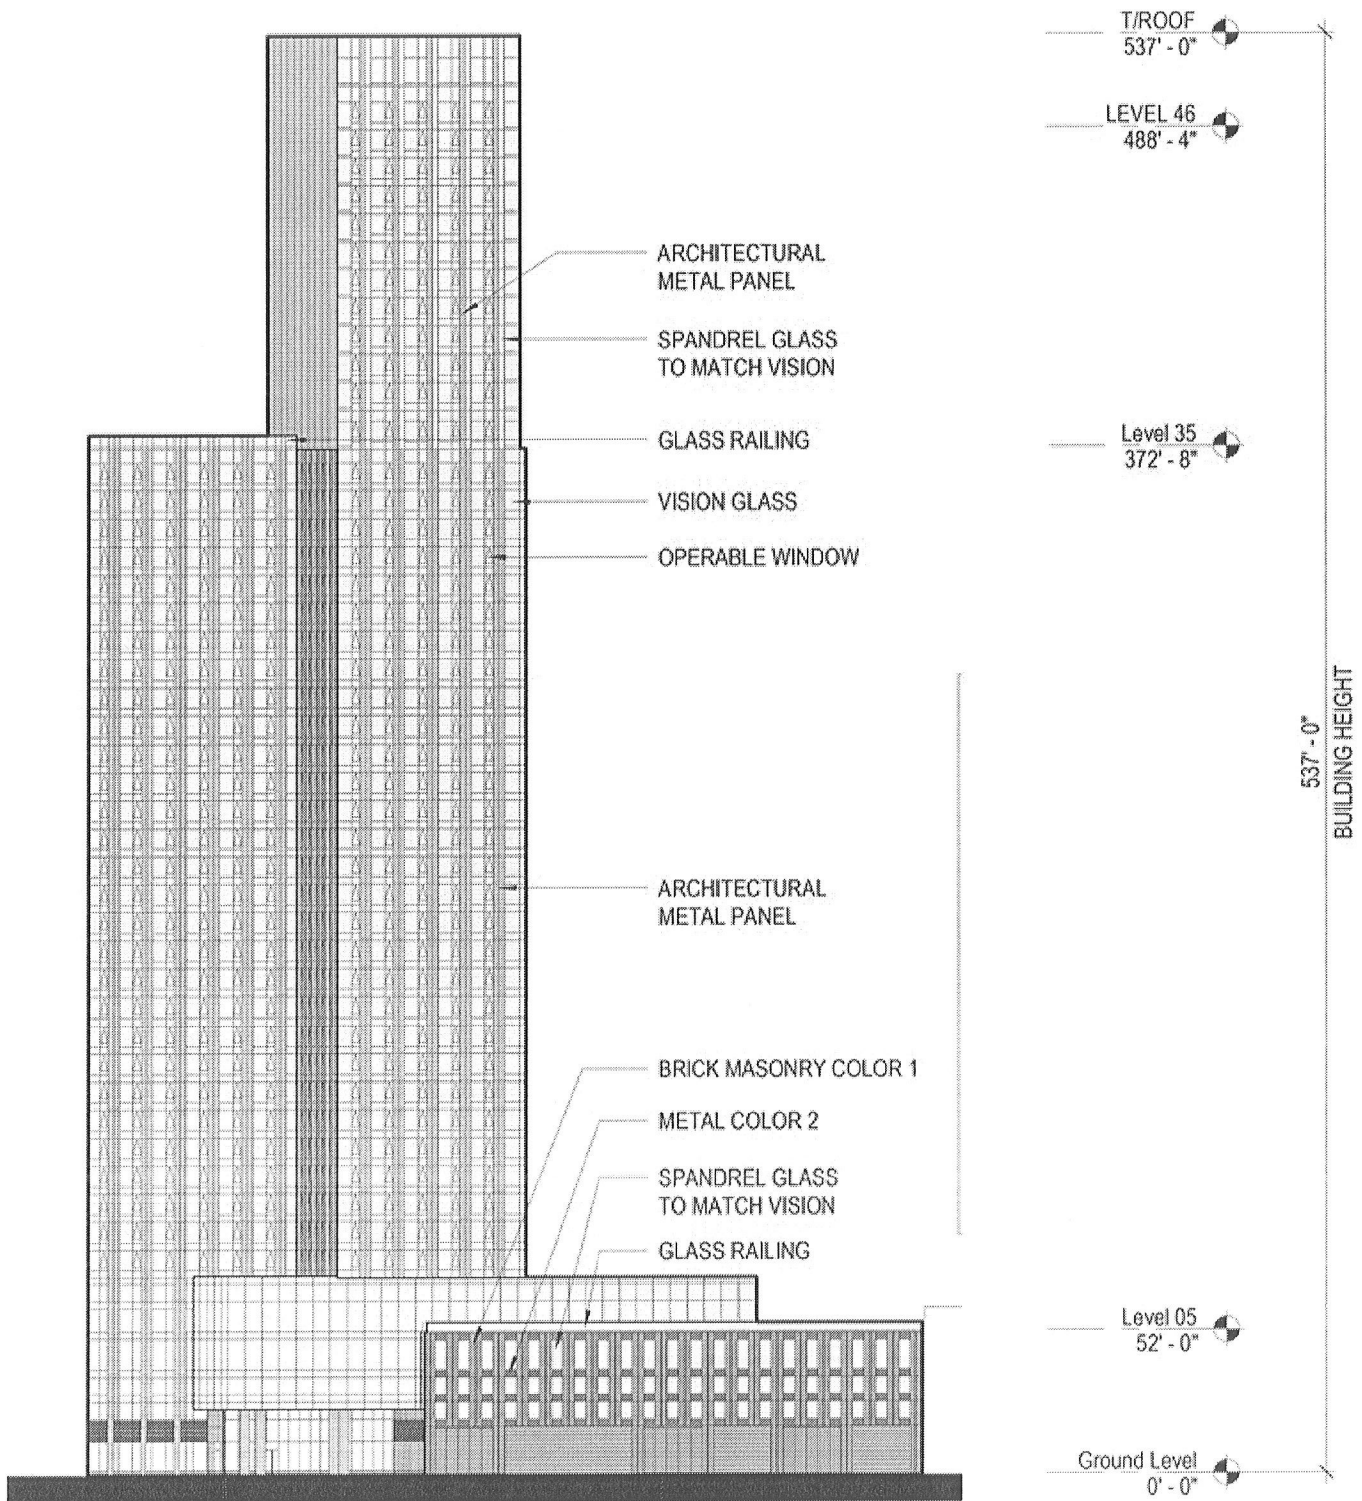 T/ROOF
537' - 0"
LEVEL 46
488' - 4"
ARCHITECTURAL
METAL PANEL
SPANDREL GLASS
TO MATCH VISION
GLASS RAILING
Level 35
372' - 8"
VISION GLASS
OPERABLE WINDOW
537' - 0"
BUILDING HEIGHT
ARCHITECTURAL
METAL PANEL
BRICK MASONRY COLOR 1
METAL COLOR 2
SPANDREL GLASS
TO MATCH VISION
GLASS RAILING
Level 05
52' - 0"
Ground Level
0' - 0"